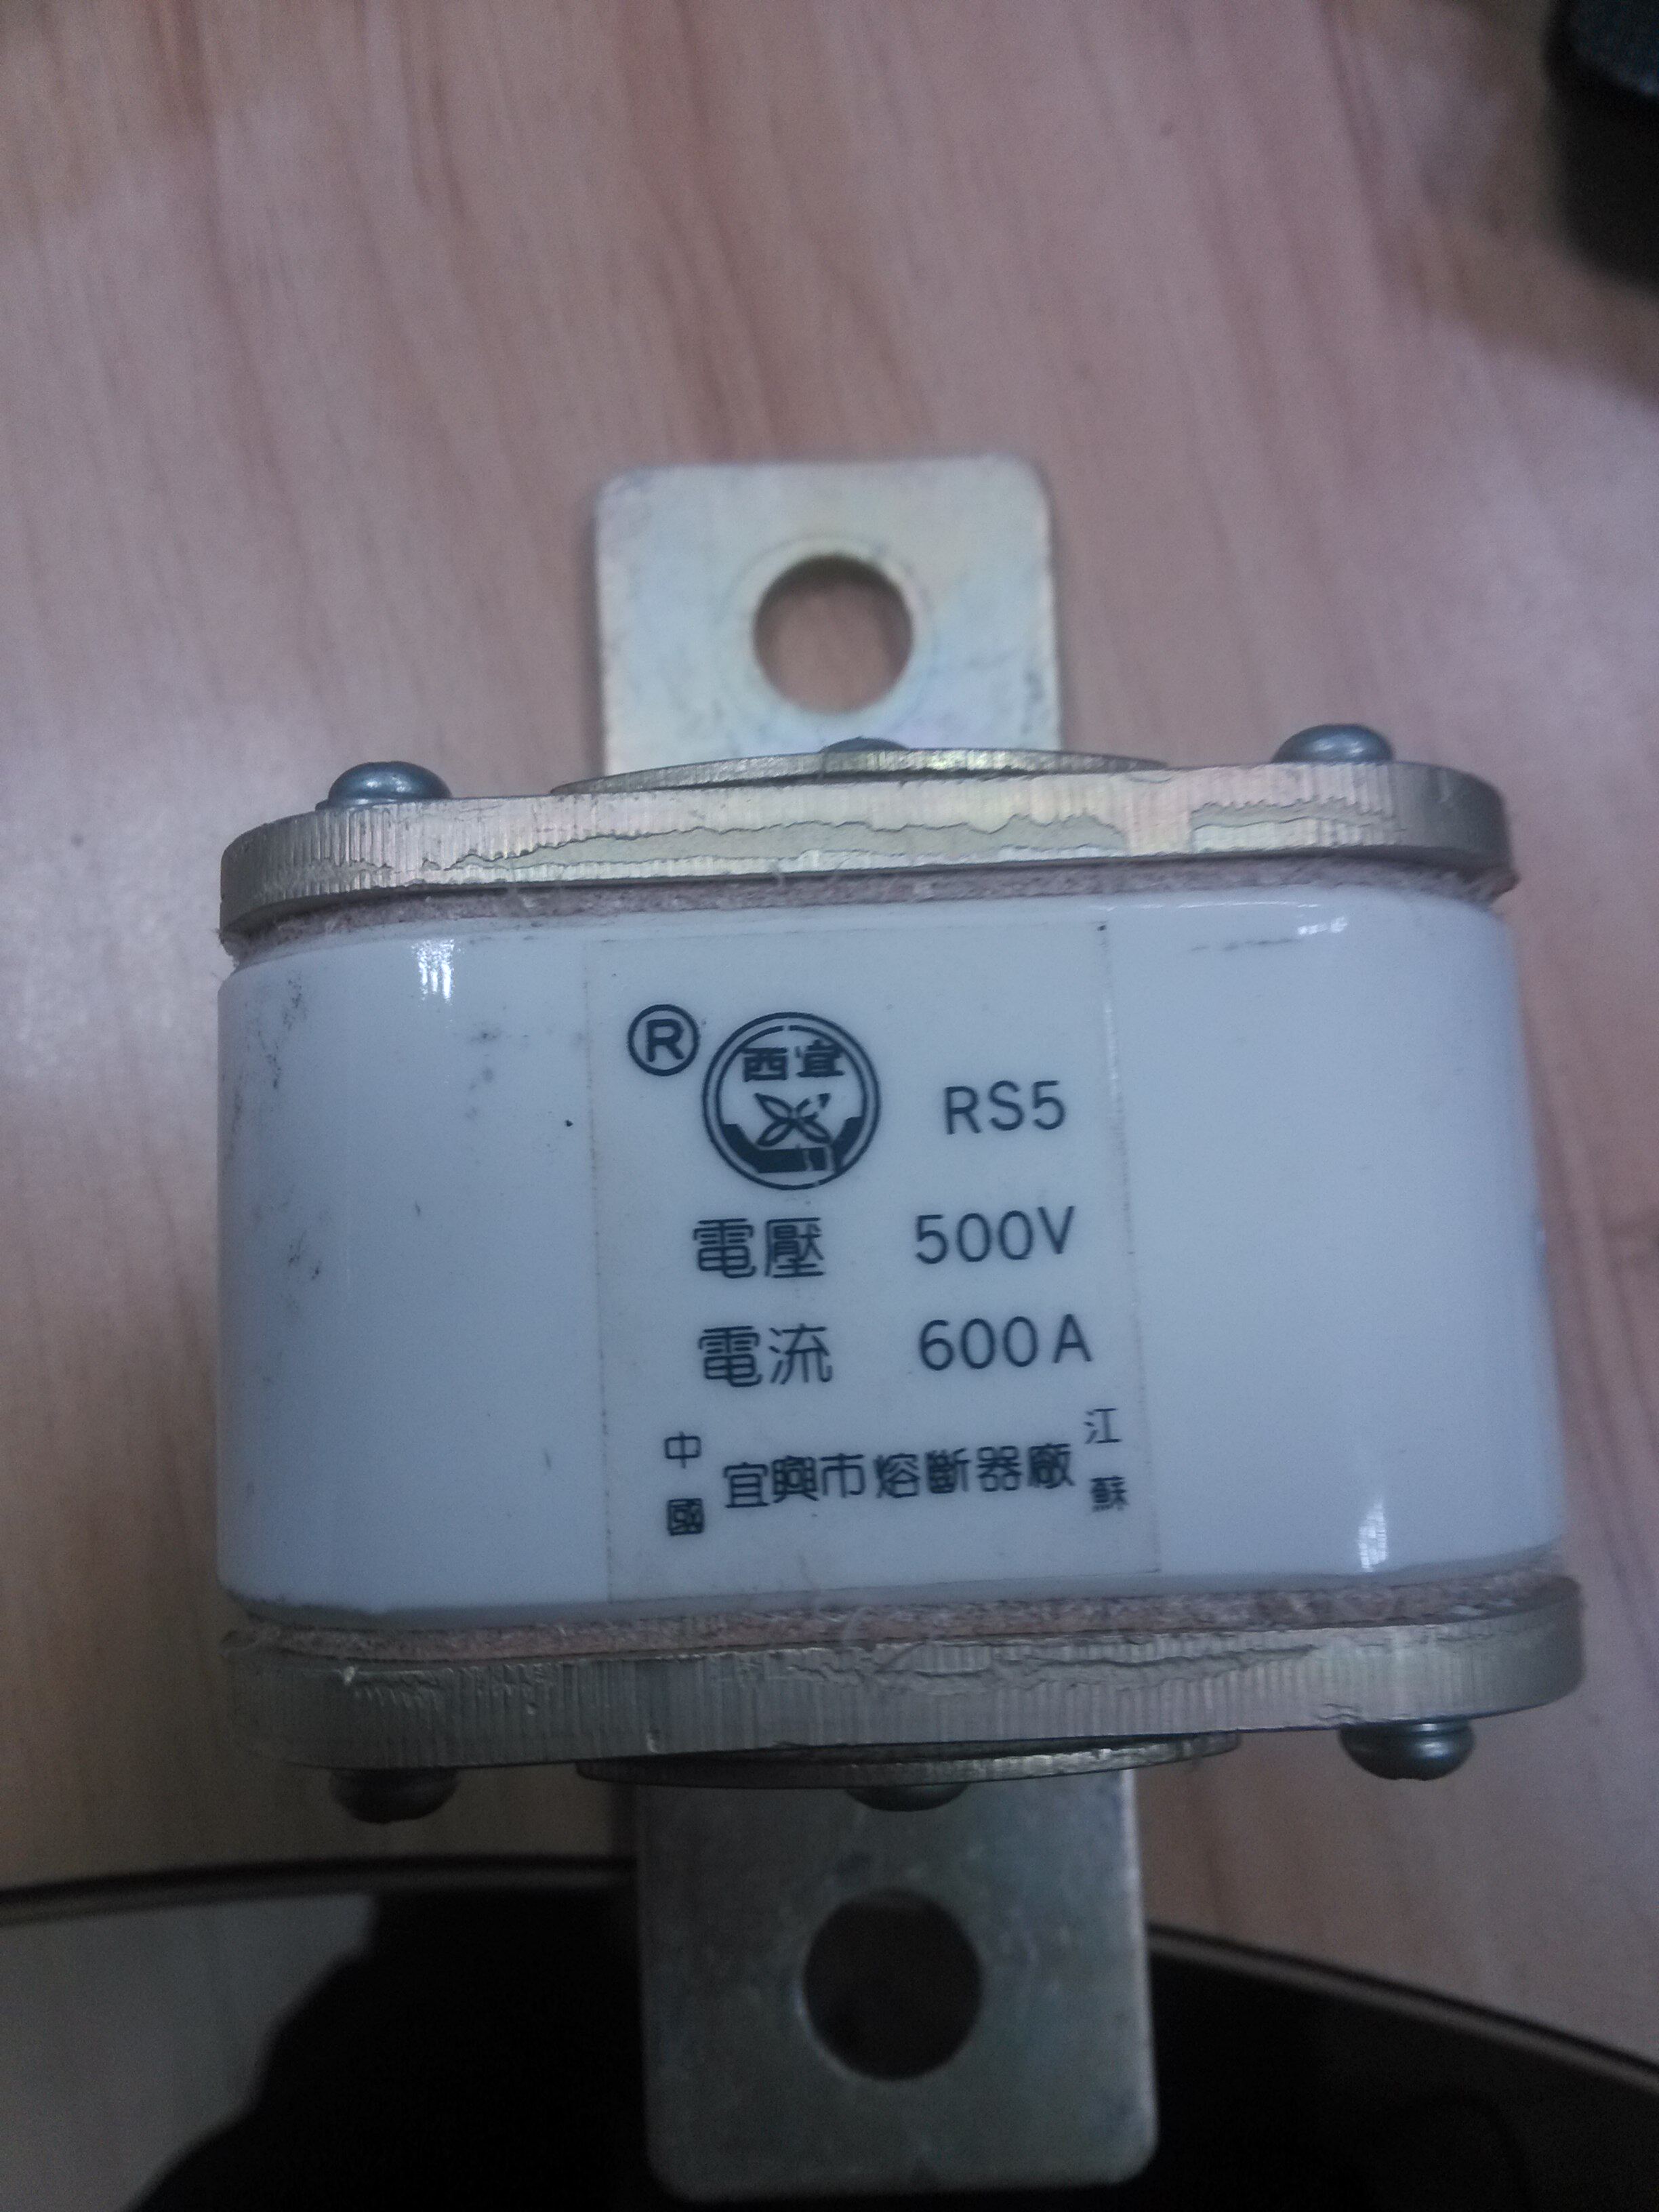 ® 西宜 RS5
電壓 500V
電流 600A
中國 宜興市熔斷器廠 江蘇